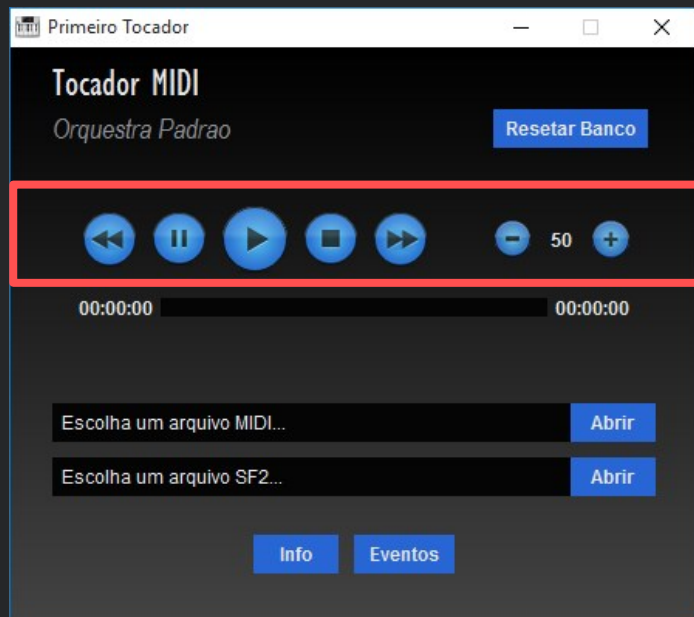 Primeiro Tocador
Tocador MIDI
Orquestra Padrao
Resetar Banco
50
00:00:00
00:00:00
Escolha um arquivo MIDI...
Abrir
Escolha um arquivo SF2...
Abrir
Info
Eventos